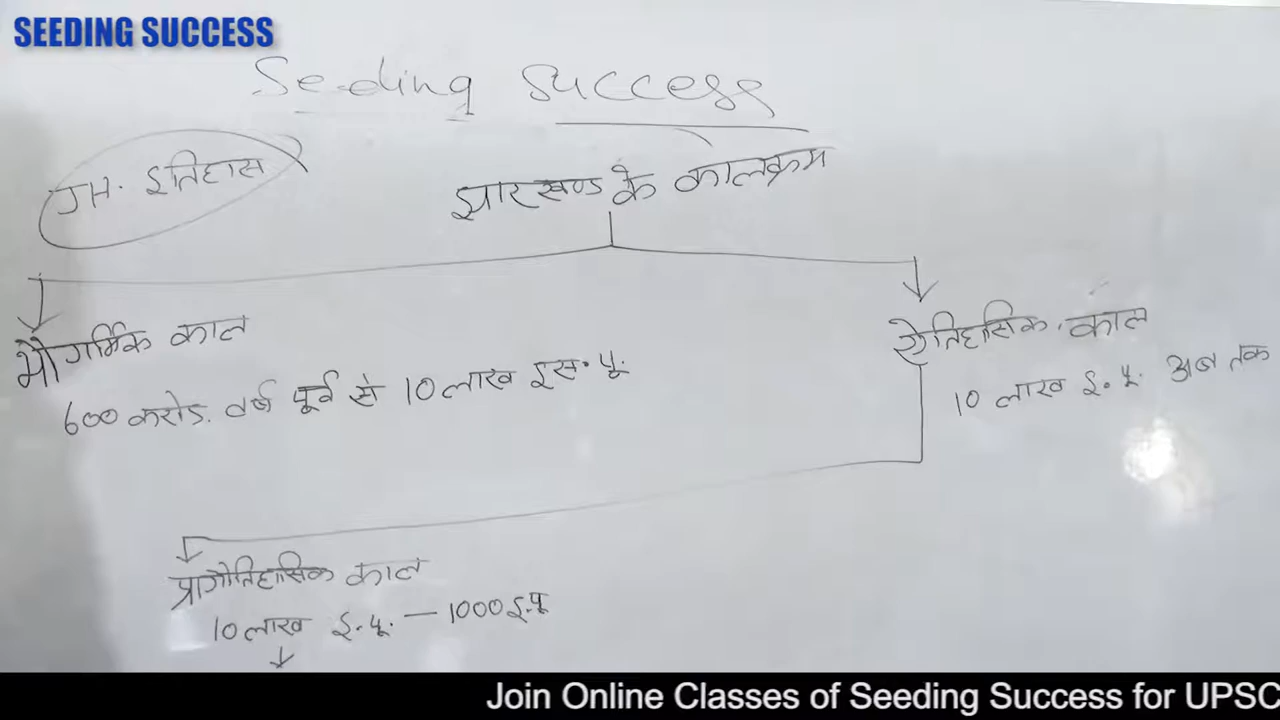 SEEDING SUCCESS
Seeding Success
JH. इतिहास
झारखण्ड के कालक्रम
भौगर्मिक काल
600 करोड. वर्ष पूर्व से 10 लाख इस. पू.
ऐतिहासिक काल
10 लाख इ. पू. अब तक
प्रागौतिहासिक काल
10 लाख इ. पू. — 1000 इ.पू
Join Online Classes of Seeding Success for UPSC